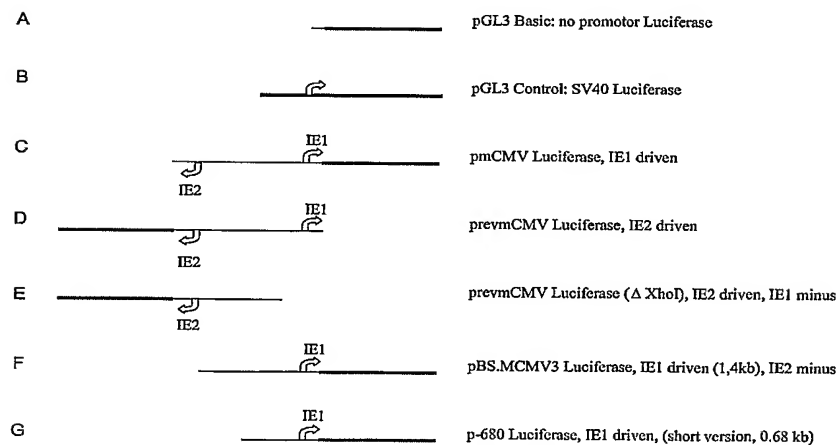 A pGL3 Basic: no promotor Luciferase
B pGL3 Control: SV40 Luciferase
IE1
C pmCMV Luciferase, IE1 driven
IE2
IE1
D prevmCMV Luciferase, IE2 driven
IE2
E prevmCMV Luciferase (Δ XhoI), IE2 driven, IE1 minus
IE2
IE1
F pBS.MCMV3 Luciferase, IE1 driven (1,4kb), IE2 minus
IE1
G p-680 Luciferase, IE1 driven, (short version, 0.68 kb)